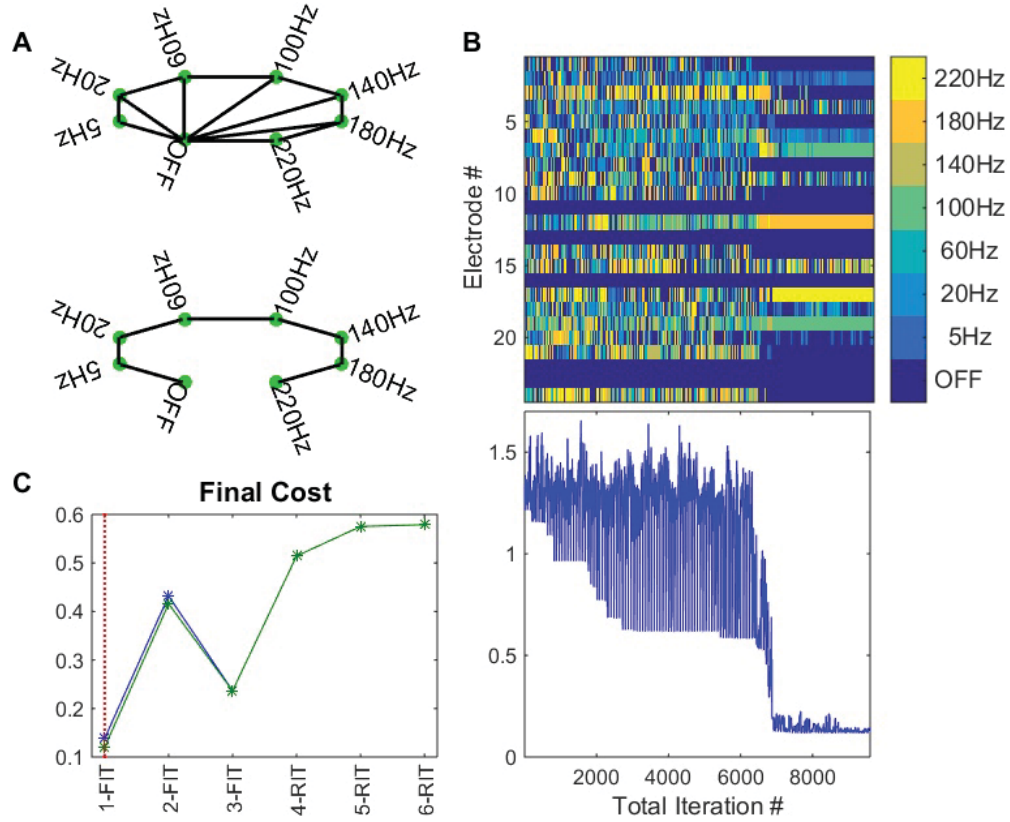 A
20Hz
60Hz
100Hz
140Hz
5Hz
OFF
220Hz
180Hz
20Hz
60Hz
100Hz
140Hz
5Hz
OFF
220Hz
180Hz
B
Electrode #
5
10
15
20
220Hz
180Hz
140Hz
100Hz
60Hz
20Hz
5Hz
OFF
1.5
1
0.5
0
2000 4000 6000 8000
Total Iteration #
C
Final Cost
0.6
0.5
0.4
0.3
0.2
0.1
1-FIT
2-FIT
3-FIT
4-RIT
5-RIT
6-RIT